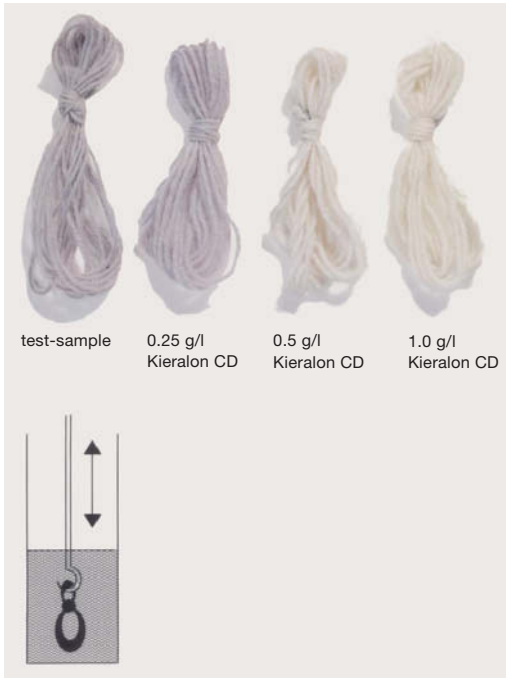 test-sample
0.25 g/l
Kieralon CD
0.5 g/l
Kieralon CD
1.0 g/l
Kieralon CD